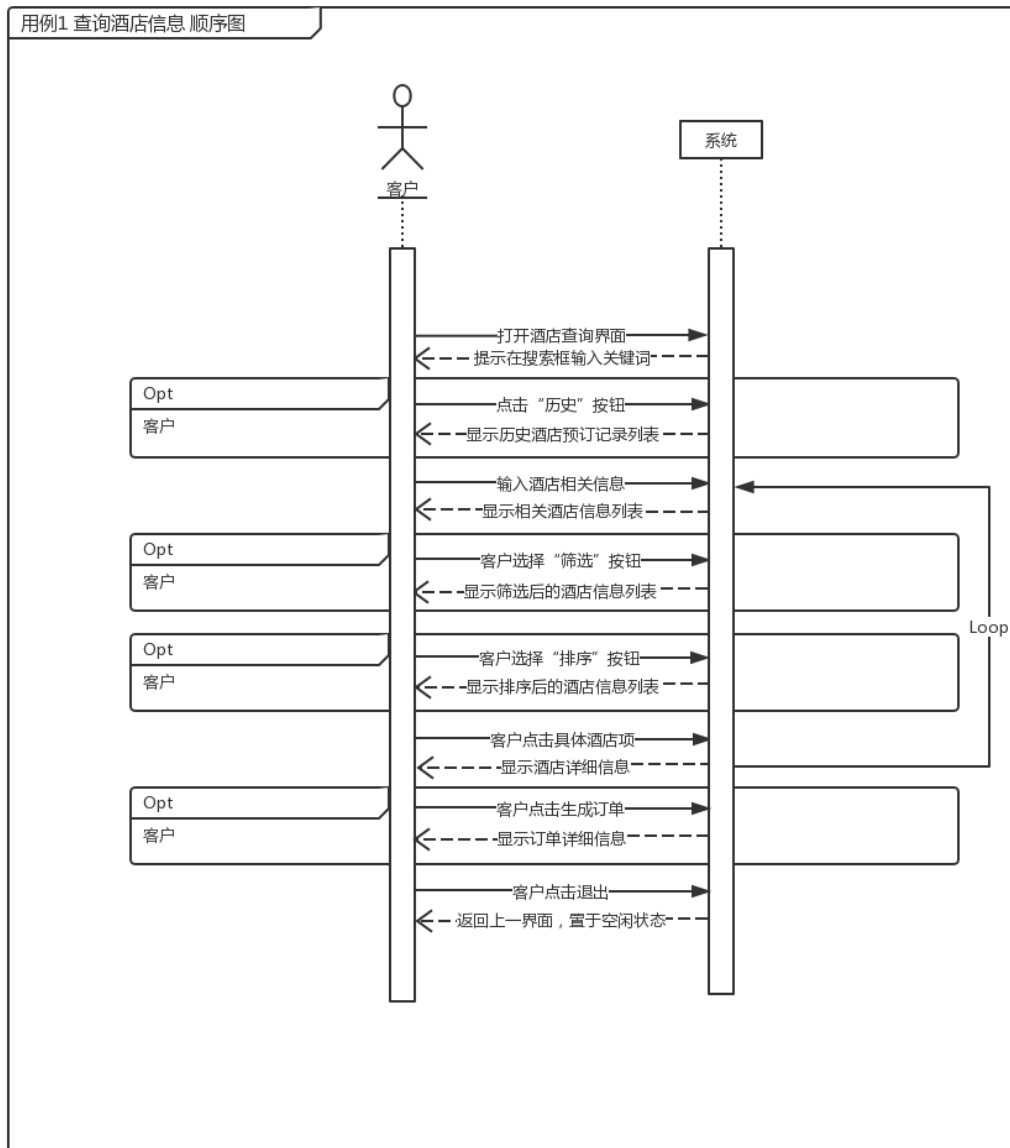 用例1 查询酒店信息 顺序图
客户
系统
打开酒店查询界面
提示在搜索框输入关键词
Opt
客户
点击“历史”按钮
显示历史酒店预订记录列表
输入酒店相关信息
显示相关酒店信息列表
Opt
客户
客户选择“筛选”按钮
显示筛选后的酒店信息列表
Loop
Opt
客户
客户选择“排序”按钮
显示排序后的酒店信息列表
客户点击具体酒店项
显示酒店详细信息
Opt
客户
客户点击生成订单
显示订单详细信息
客户点击退出
返回上一界面，置于空闲状态